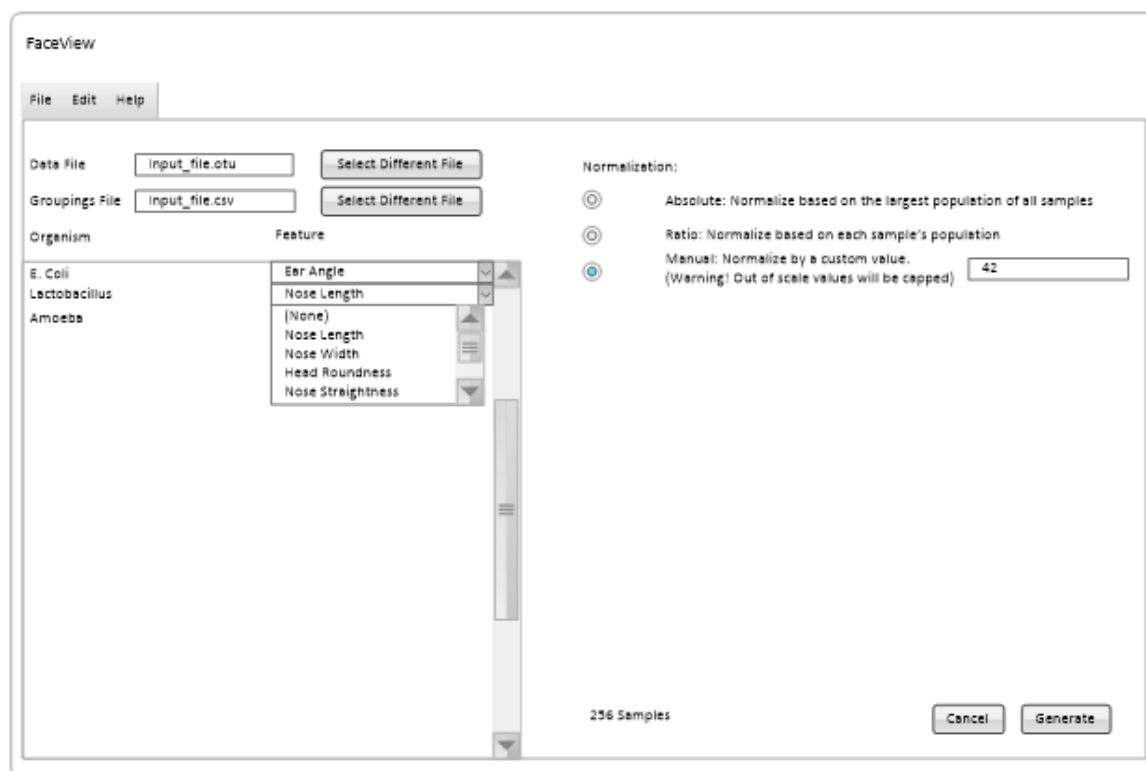 FaceView
File Edit Help
Data File Input_file.otu Select Different File
Groupings File Input_file.csv Select Different File
Organism Feature
E. Coli Ear Angle
Lactobacillus Nose Length
Amoeba
(None)
Nose Length
Nose Width
Head Roundness
Nose Straightness
Normalization:
Absolute: Normalize based on the largest population of all samples
Ratio: Normalize based on each sample's population
Manual: Normalize by a custom value.
(Warning! Out of scale values will be capped) 42
256 Samples Cancel Generate